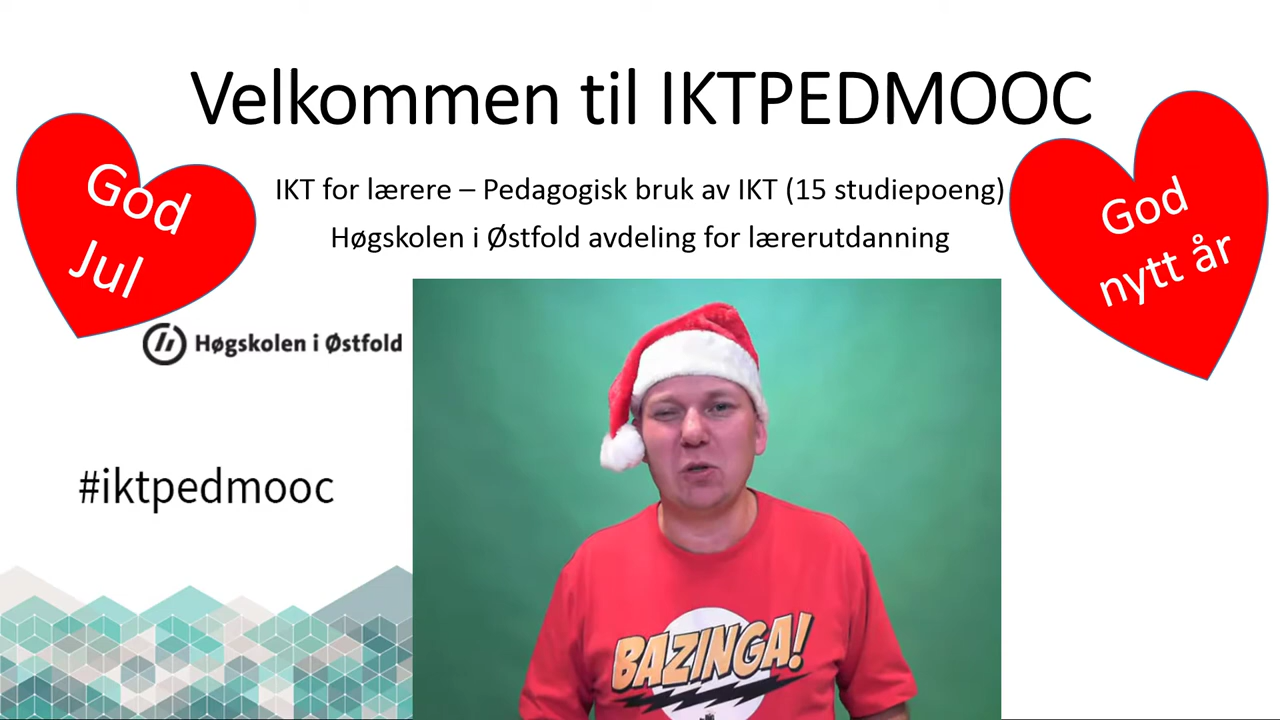 Velkommen til IKTPEDMOOC
God
Jul
IKT for lærere – Pedagogisk bruk av IKT (15 studiepoeng)
Høgskolen i Østfold avdeling for lærerutdanning
God
nytt år
Høgskolen i Østfold
#iktpedmooc
BAZINGA!